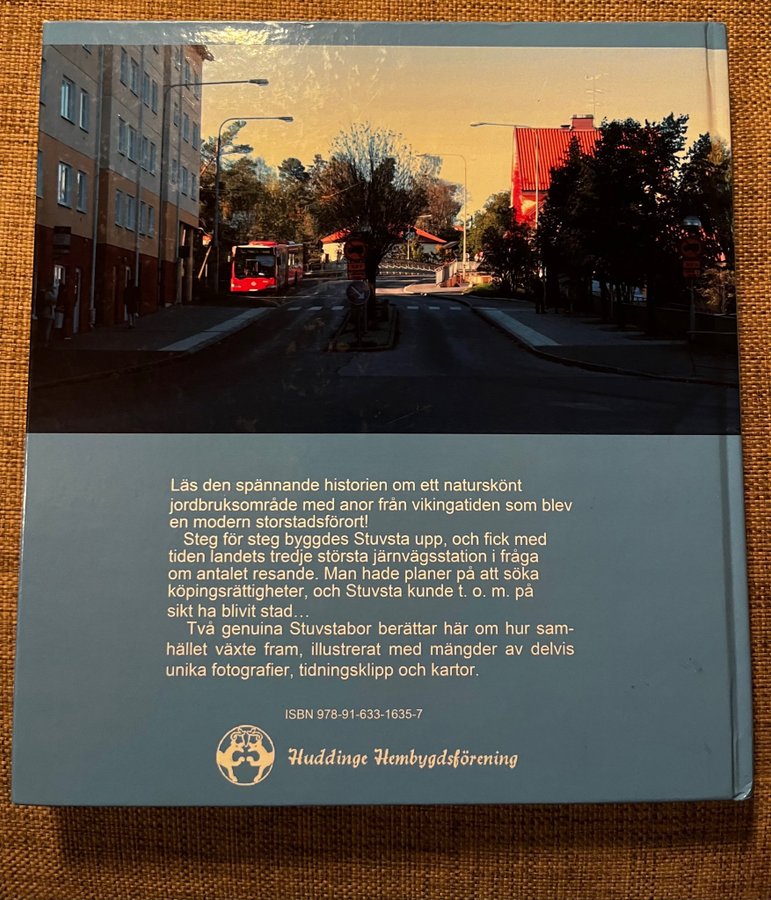 Läs den spännande historien om ett naturskönt
jordbruksområde med anor från vikingatiden som blev
en modern storstadsförort!
Steg för steg byggdes Stuvsta upp, och fick med
tiden landets tredje största järnvägsstation i fråga
om antalet resande. Man hade planer på att söka
köpingsrättigheter, och Stuvsta kunde t. o. m. på
sikt ha blivit stad…
Två genuina Stuvstabor berättar här om hur sam-
hället växte fram, illustrerat med mängder av delvis
unika fotografier, tidningsklipp och kartor.
ISBN 978-91-633-1635-7
Huddinge Hembygdsförening